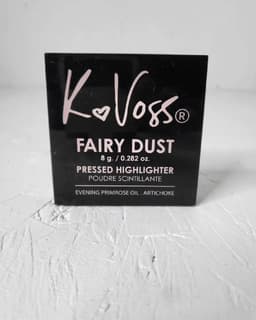 K♥Voss®
FAIRY DUST
8 g. / 0.282 oz.
PRESSED HIGHLIGHTER
POUDRE SCINTILLANTE
EVENING PRIMROSE OIL . ARTICHOKE